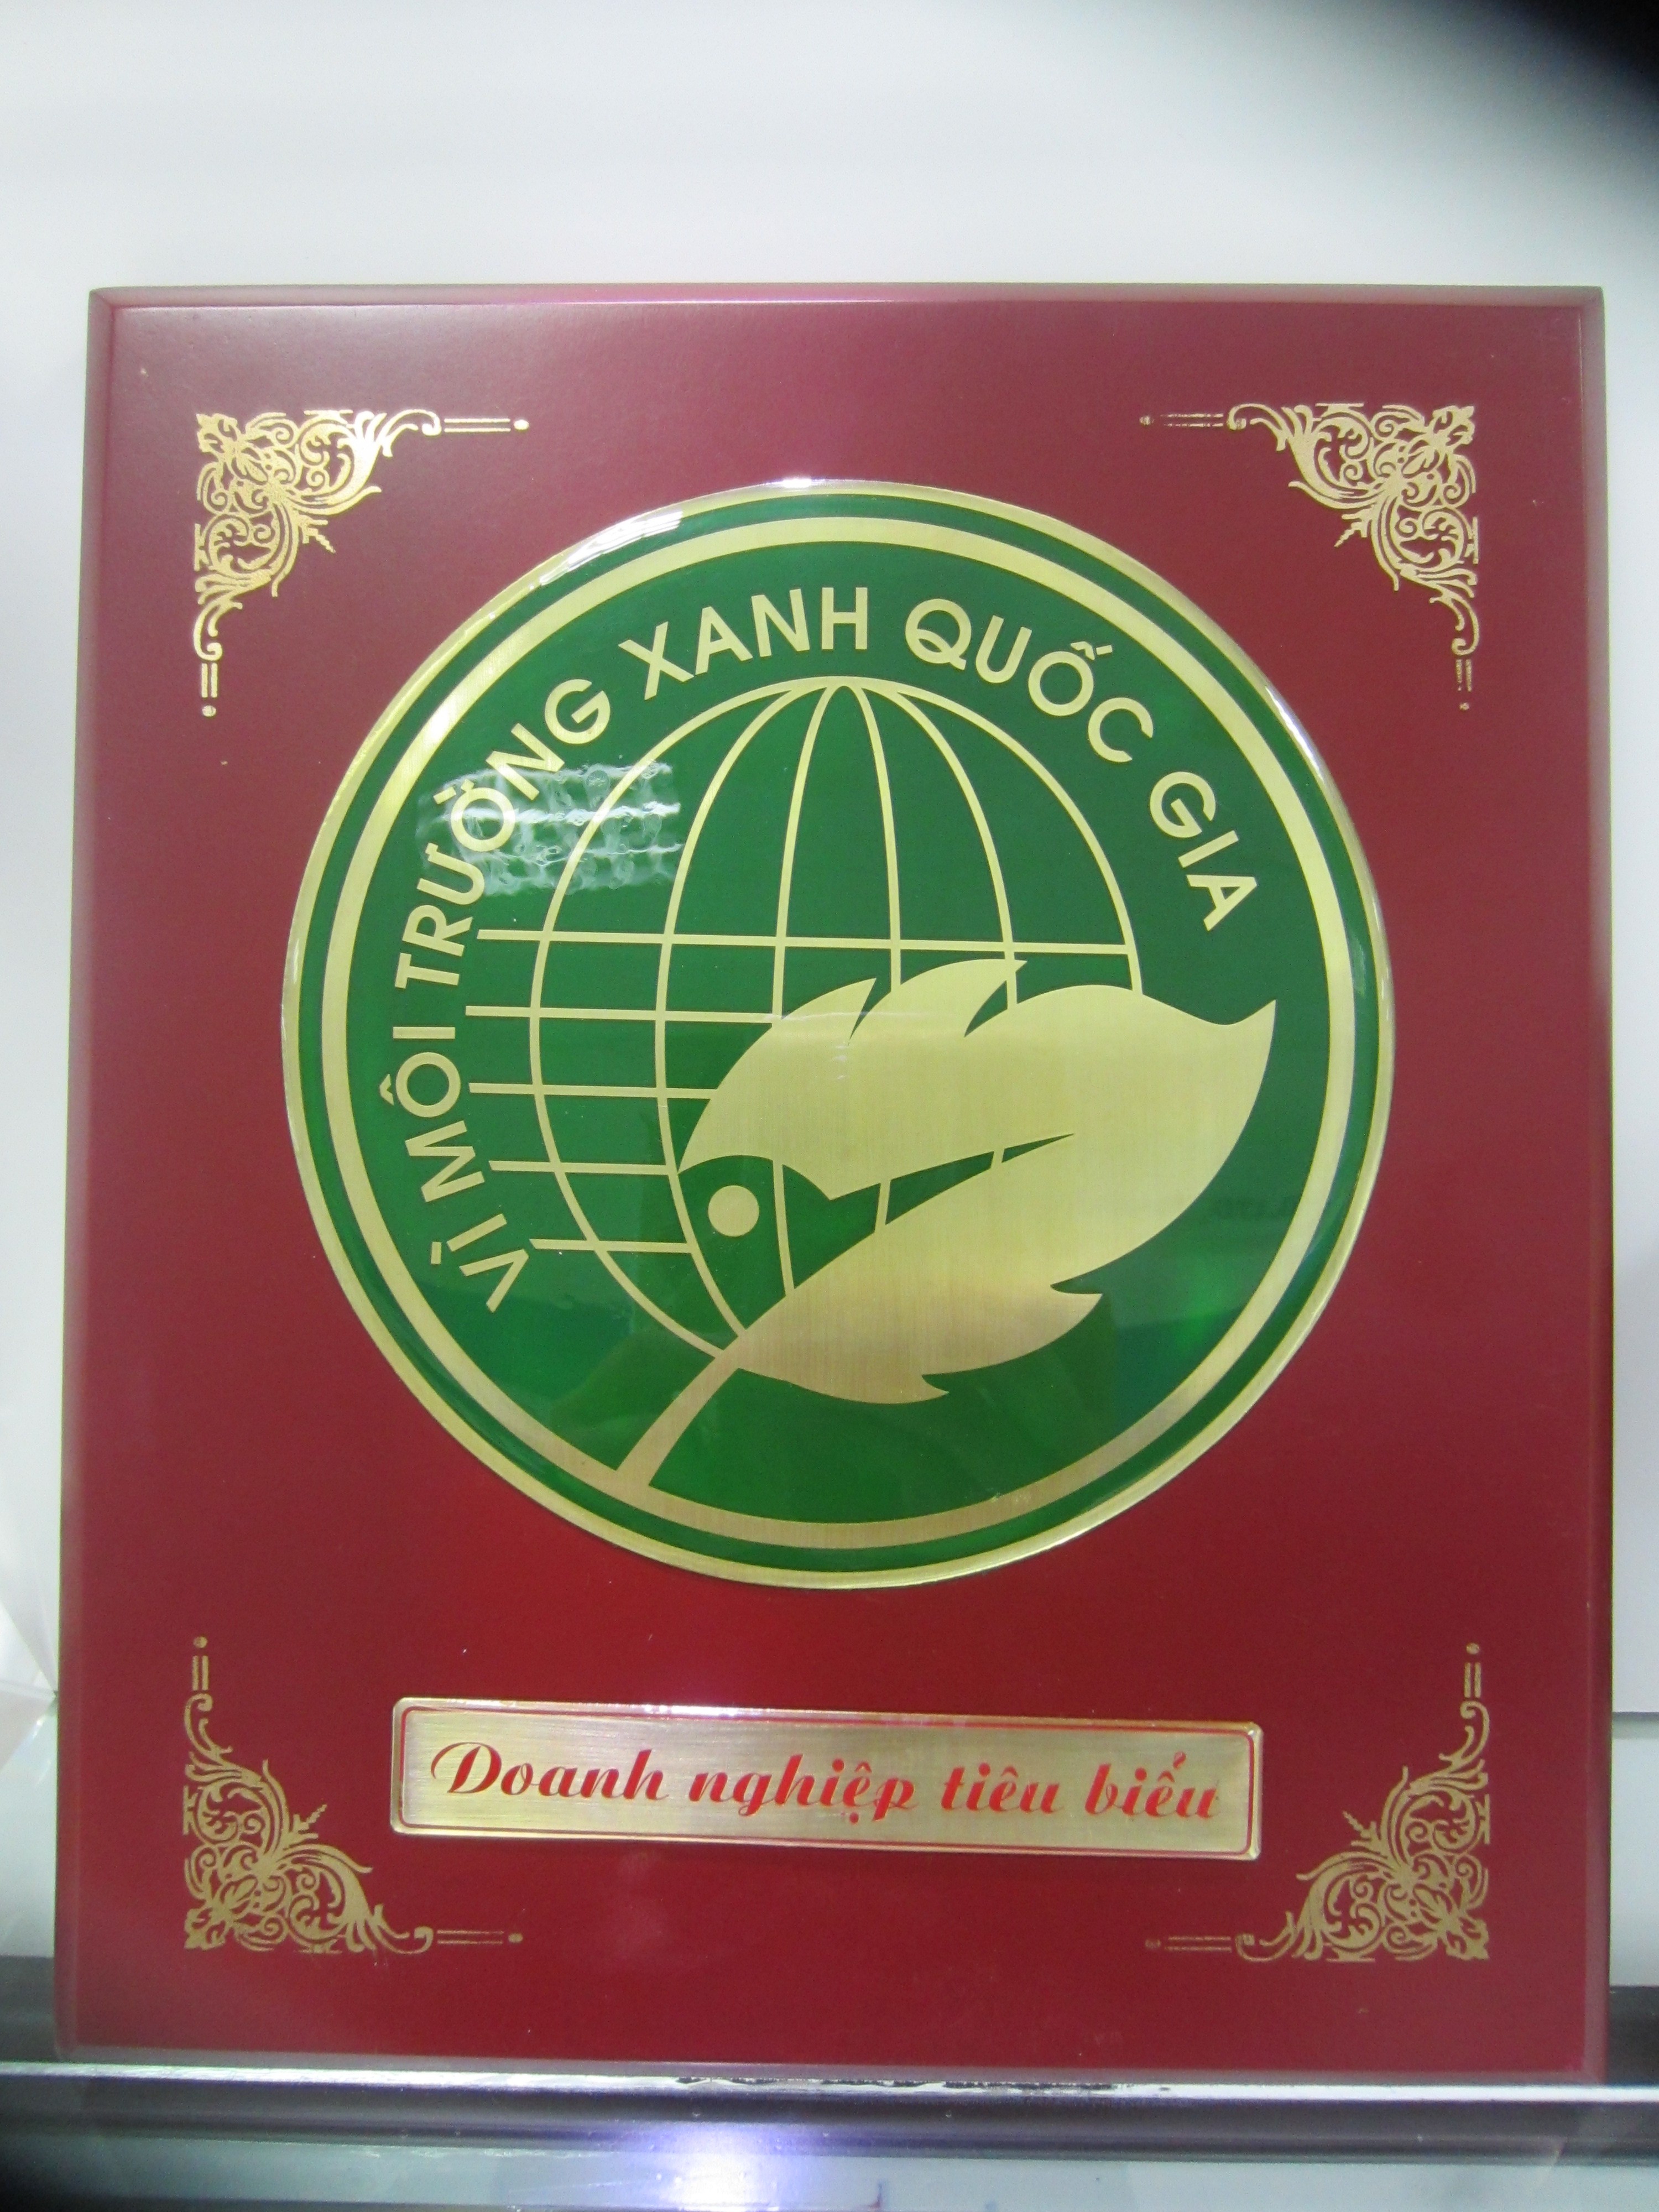 VÌ MÔI TRƯỜNG XANH QUỐC GIA
Doanh nghiệp tiêu biểu